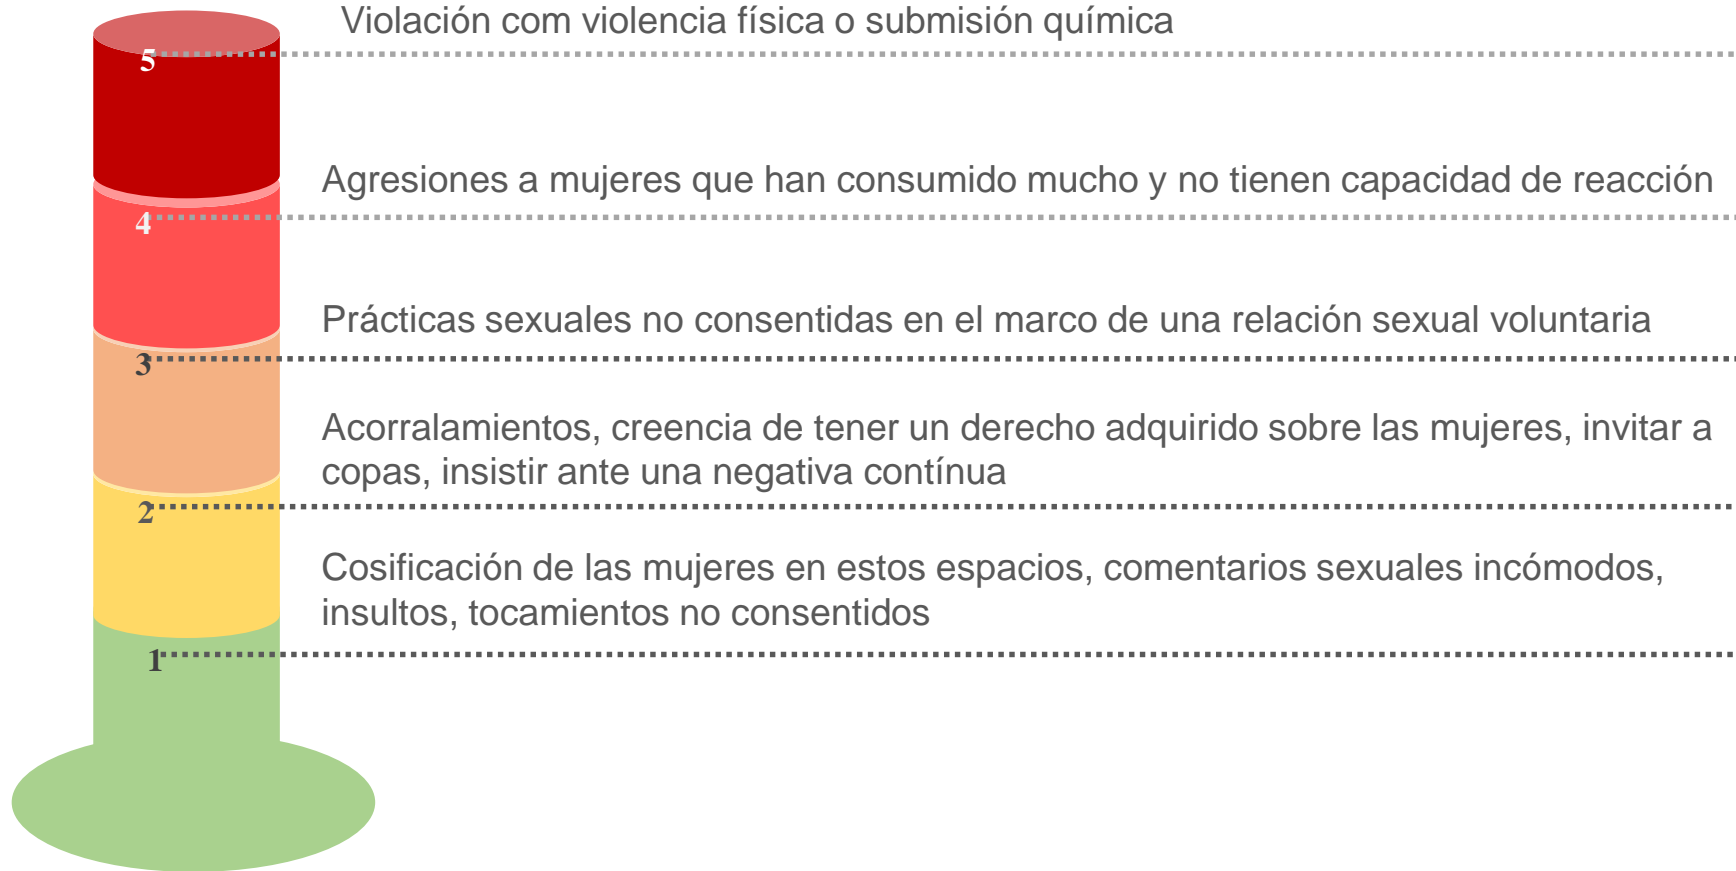 Violación com violencia física o submisión química
5
Agresiones a mujeres que han consumido mucho y no tienen capacidad de reacción
4
Prácticas sexuales no consentidas en el marco de una relación sexual voluntaria
3
Acorralamientos, creencia de tener un derecho adquirido sobre las mujeres, invitar a
copas, insistir ante una negativa contínua
2
Cosificación de las mujeres en estos espacios, comentarios sexuales incómodos,
insultos, tocamientos no consentidos
1